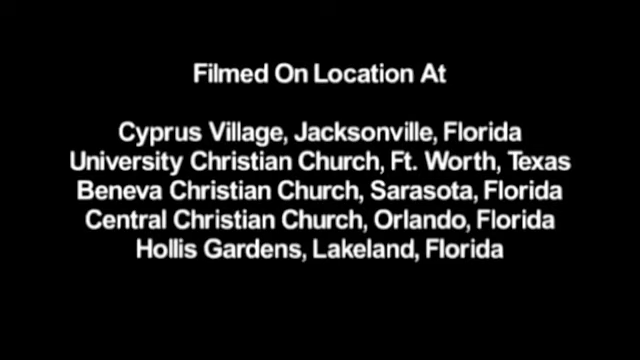 Filmed On Location At
Cyprus Village, Jacksonville, Florida
University Christian Church, Ft. Worth, Texas
Beneva Christian Church, Sarasota, Florida
Central Christian Church, Orlando, Florida
Hollis Gardens, Lakeland, Florida